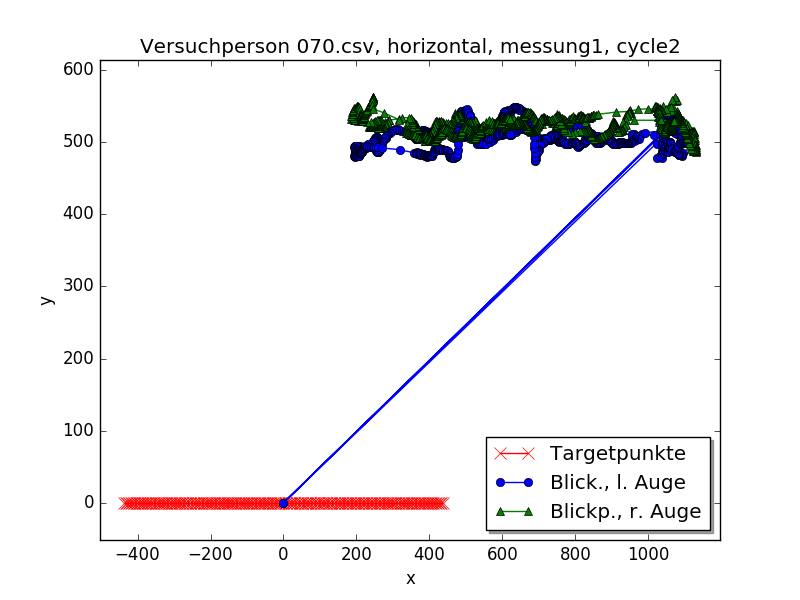 Versuchperson 070.csv, horizontal, messung1, cycle2
600
500
400
300
200
100
0
y
−400 −200 0 200 400 600 800 1000
x
Targetpunkte
Blick., l. Auge
Blickp., r. Auge